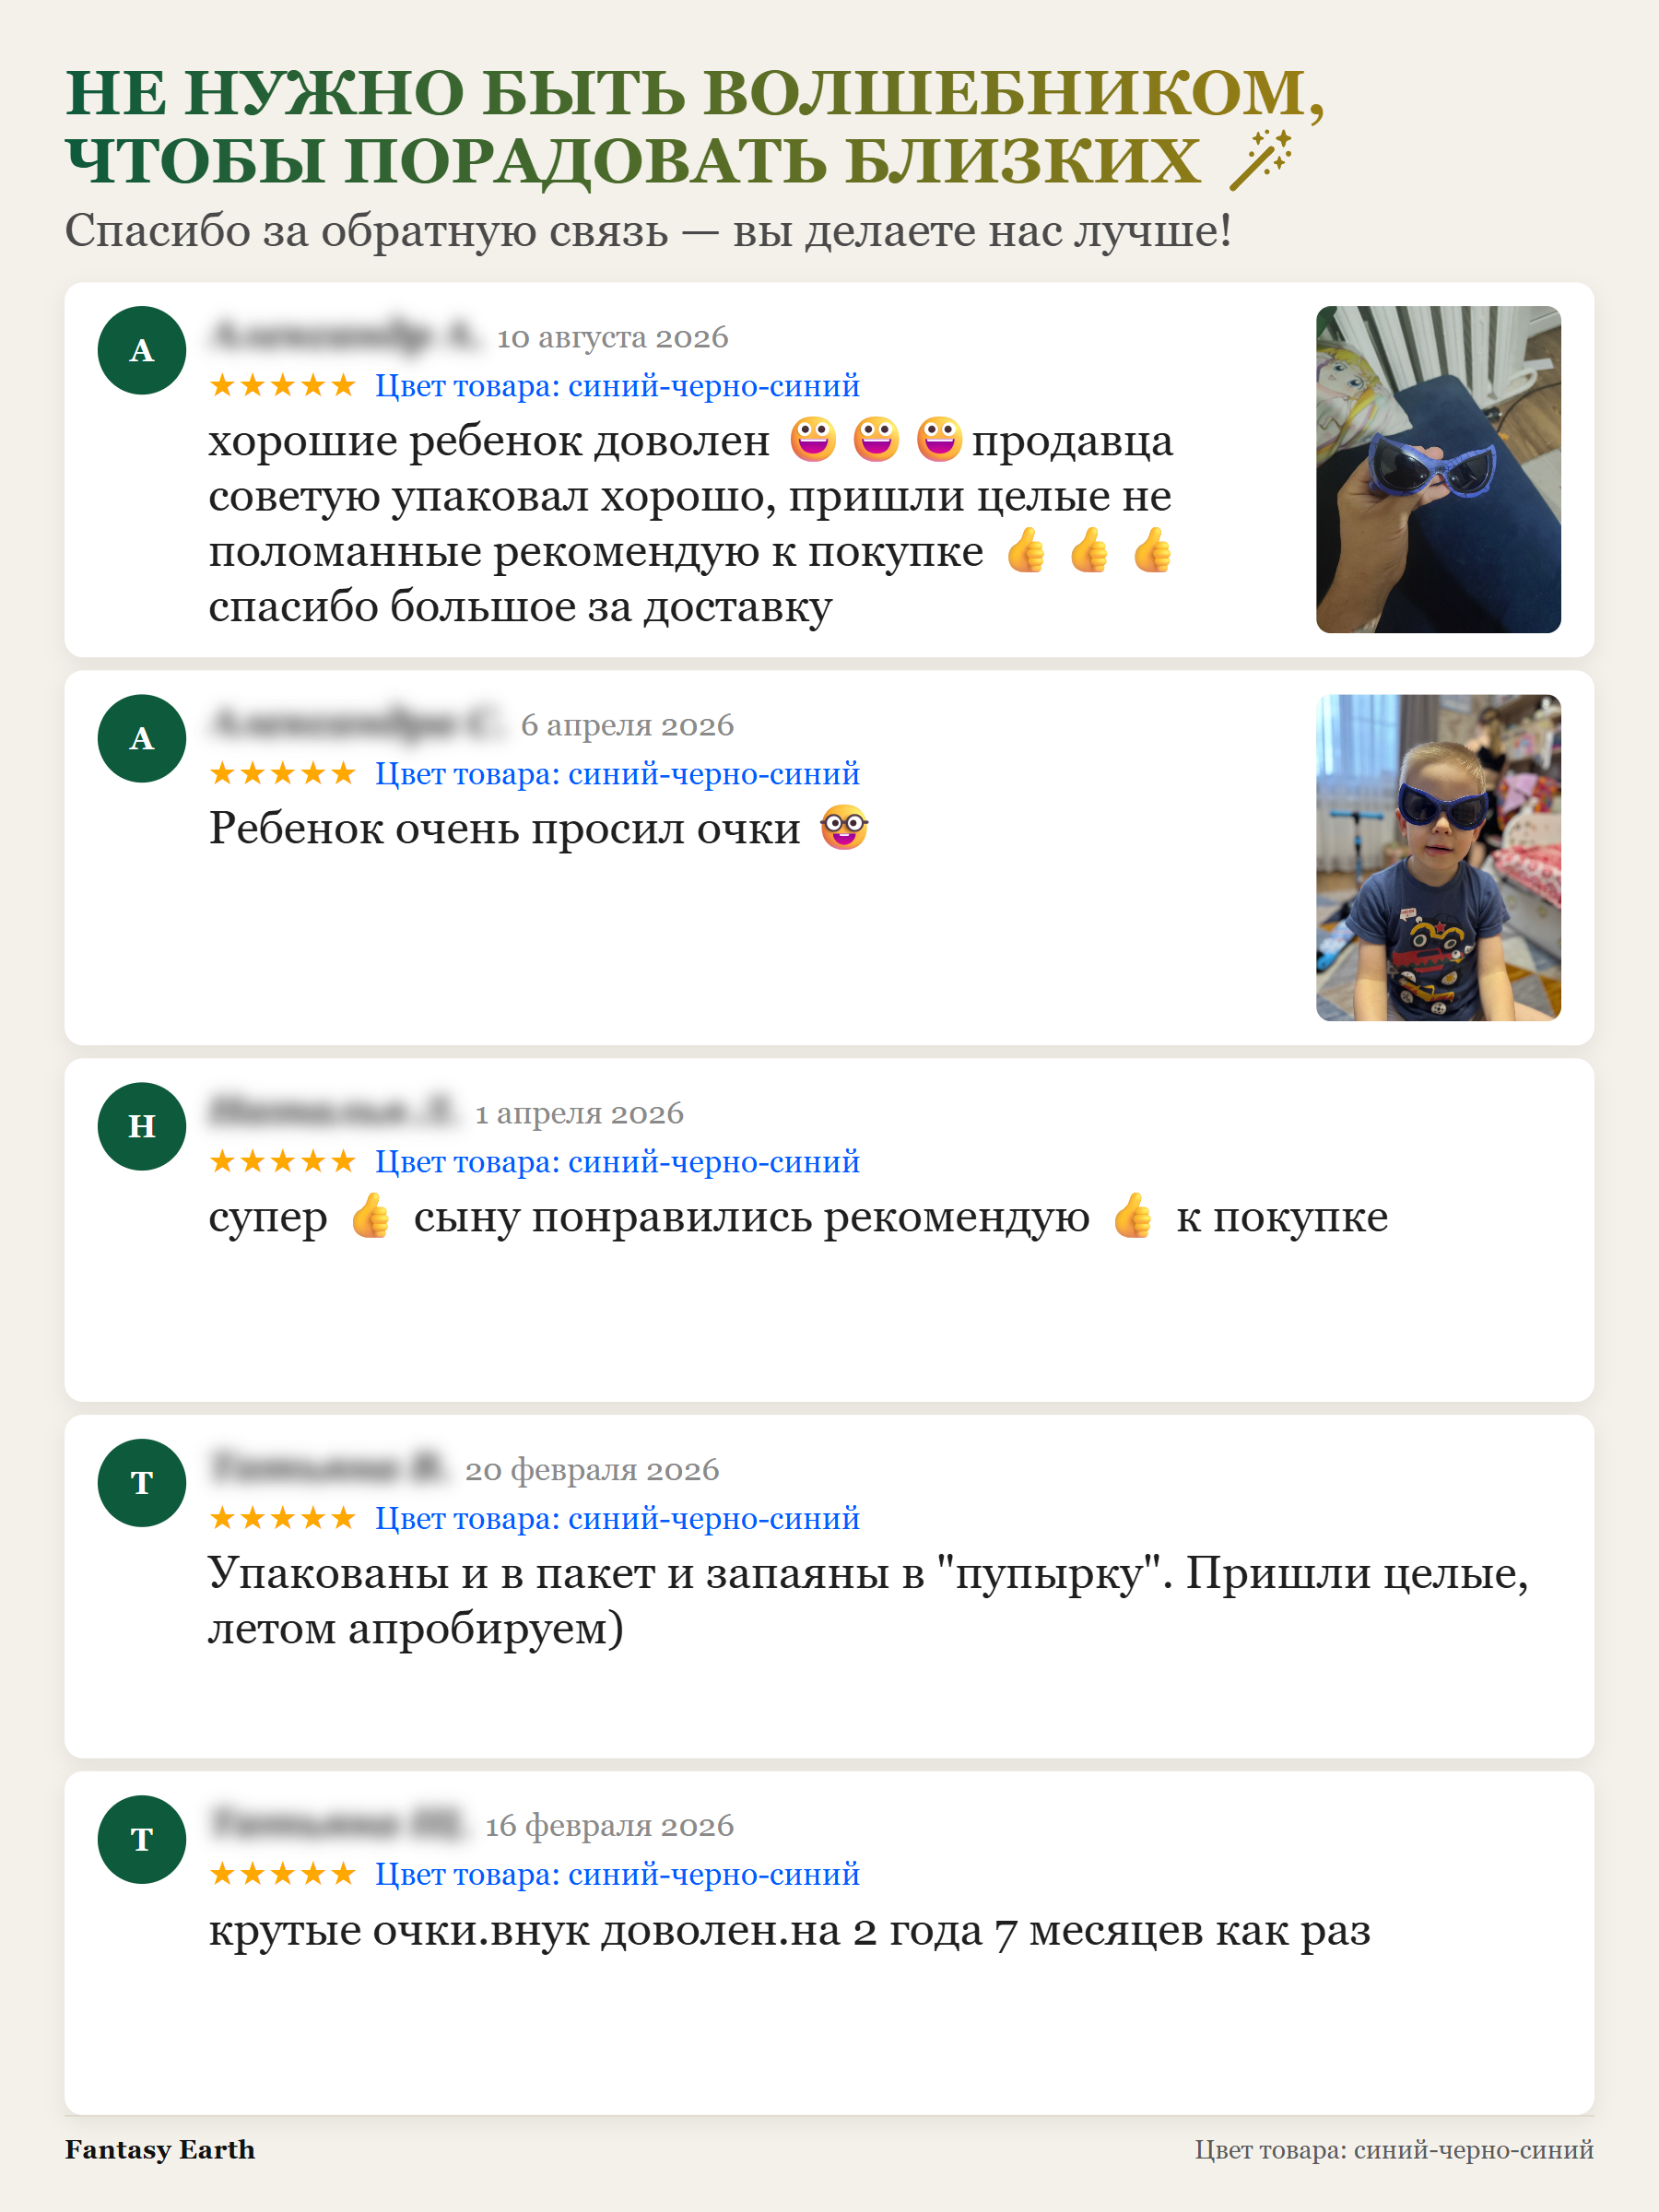 НЕ НУЖНО БЫТЬ ВОЛШЕБНИКОМ,
ЧТОБЫ ПОРАДОВАТЬ БЛИЗКИХ
Спасибо за обратную связь — вы делаете нас лучше!
А
10 августа 2026
★★★★★ Цвет товара: синий-черно-синий
хорошие ребенок доволен 😀 😀 😀 продавца
советую упаковал хорошо, пришли целые не
поломанные рекомендую к покупке 👍 👍 👍
спасибо большое за доставку
А
6 апреля 2026
★★★★★ Цвет товара: синий-черно-синий
Ребенок очень просил очки 🤓
Н
1 апреля 2026
★★★★★ Цвет товара: синий-черно-синий
супер 👍 сыну понравились рекомендую 👍 к покупке
Т
20 февраля 2026
★★★★★ Цвет товара: синий-черно-синий
Упакованы и в пакет и запаяны в "пупырку". Пришли целые,
летом апробируем)
Т
16 февраля 2026
★★★★★ Цвет товара: синий-черно-синий
крутые очки.внук доволен.на 2 года 7 месяцев как раз
Fantasy Earth
Цвет товара: синий-черно-синий